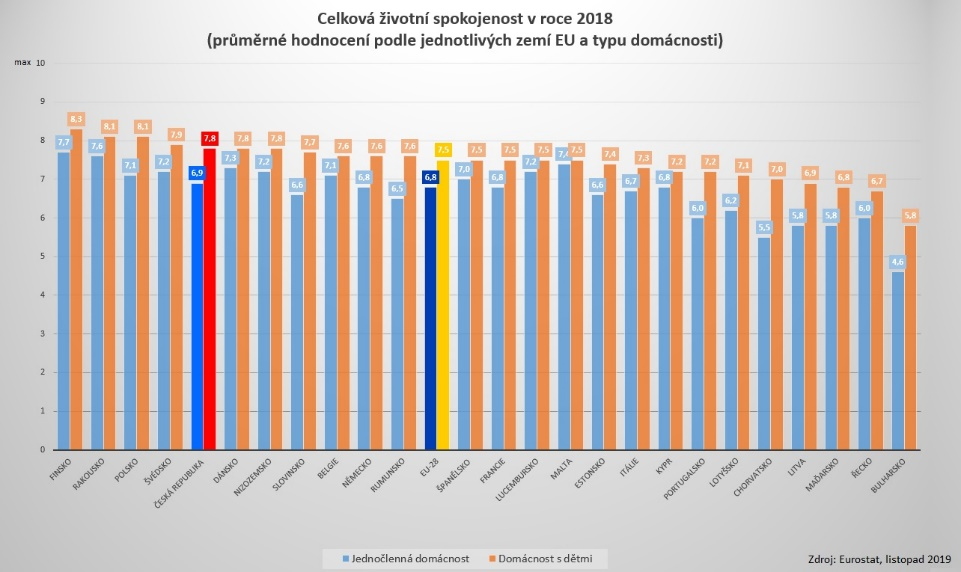 Celková životní spokojenost v roce 2018
(průměrné hodnocení podle jednotlivých zemí EU a typu domácnosti)
max 10
9
8
7
6
5
4
3
2
1
0
7,7 8,3 7,6 8,1 7,1 8,1 7,2 7,9 6,9 7,8 7,3 7,8 7,2 7,8 6,6 7,7 7,1 7,6 6,8 7,6 6,5 7,6 6,8 7,5 7,0 7,5 6,8 7,5 7,2 7,5 7,4 7,5 6,6 7,4 6,7 7,3 6,8 7,2 6,0 7,2 6,2 7,1 5,5 7,0 5,8 6,9 5,8 6,8 6,0 6,7 4,6 5,8
FINSKO
RAKOUSKO
POLSKO
ŠVÉDSKO
ČESKÁ REPUBLIKA
DÁNSKO
NIZOZEMSKO
SLOVINSKO
BELGIE
NĚMECKO
RUMUNSKO
EU-28
ŠPANĚLSKO
FRANCIE
LUCEMBURSKO
MALTA
ESTONSKO
ITÁLIE
KYPR
PORTUGALSKO
LOTYŠSKO
CHORVATSKO
LITVA
MAĎARSKO
ŘECKO
BULHARSKO
Jednočlenná domácnost
Domácnost s dětmi
Zdroj: Eurostat, listopad 2019